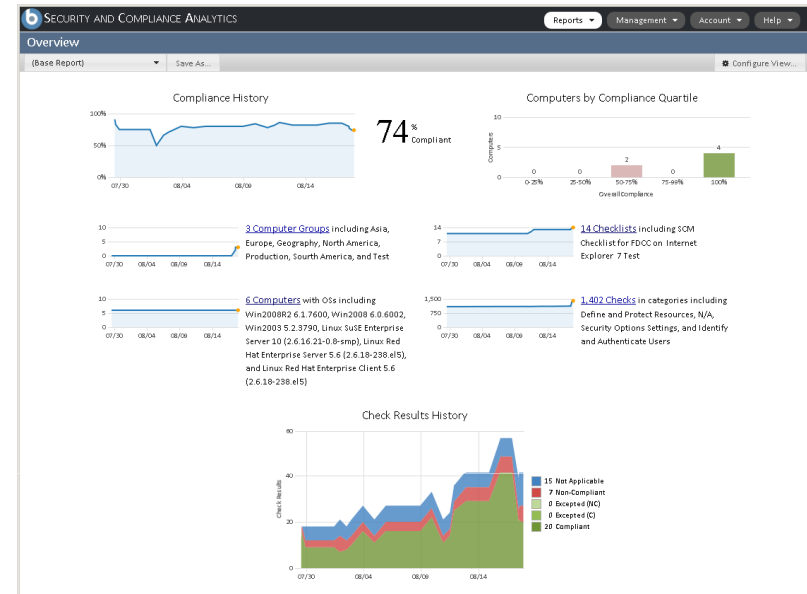 b SECURITY AND COMPLIANCE ANALYTICS
Reports Management Account Help
Overview
(Base Report) Save As... Configure View...
Compliance History
100%
50%
0%
07/30 08/04 08/09 08/14
74 % Compliant
Computers by Compliance Quartile
10
5
0
Computers
0 0 2 0 4
0-25% 25-50% 50-75% 75-99% 100%
Overall Compliance
10
5
0
07/30 08/04 08/09 08/14
3 Computer Groups including Asia,
Europe, Geography, North America,
Production, Sourth America, and Test
14
7
0
07/30 08/04 08/09 08/14
14 Checklists including SCM
Checklist for FDCC on Internet
Explorer 7 Test
10
5
0
07/30 08/04 08/09 08/14
6 Computers with OSs including
Win2008R2 6.1.7600, Win2008 6.0.6002,
Win2003 5.2.3790, Linux SuSE Enterprise
Server 10 (2.6.16.21-0.8-smp), Linux Red
Hat Enterprise Server 5.6 (2.6.18-238.el5),
and Linux Red Hat Enterprise Client 5.6
(2.6.18-238.el5)
1,500
750
0
07/30 08/04 08/09 08/14
1,402 Checks in categories including
Define and Protect Resources, N/A,
Security Options Settings, and Identify
and Authenticate Users
Check Results History
60
40
20
0
Check Results
07/30 08/04 08/09 08/14
15 Not Applicable
7 Non-Compliant
0 Excepted (NC)
0 Excepted (C)
20 Compliant